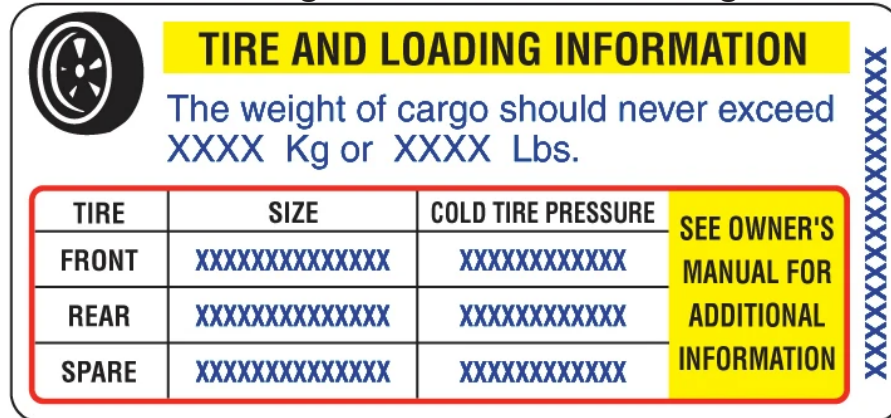 TIRE AND LOADING INFORMATION
The weight of cargo should never exceed
XXXX Kg or XXXX Lbs.
TIRE SIZE COLD TIRE PRESSURE
FRONT XXXXXXXXXXXXXX XXXXXXXXXXXX
REAR XXXXXXXXXXXXXX XXXXXXXXXXXX
SPARE XXXXXXXXXXXXXX XXXXXXXXXXXX
SEE OWNER'S
MANUAL FOR
ADDITIONAL
INFORMATION